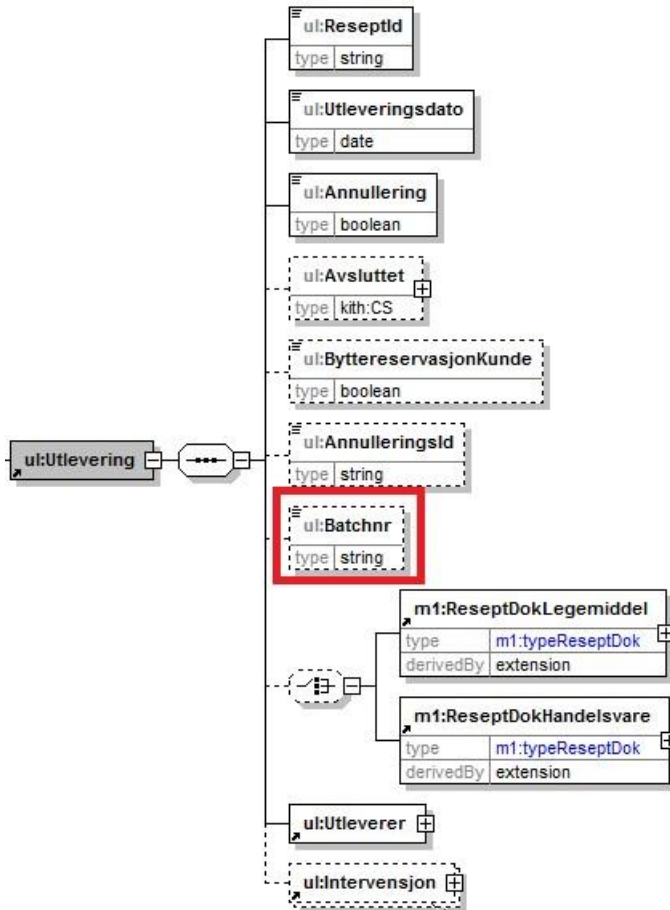 ul:ReseptId
type string
ul:Utleveringsdato
type date
ul:Annullering
type boolean
ul:Avsluttet
type kith:CS
ul:ByttereservasjonKunde
type boolean
ul:Utlevering
ul:AnnulleringsId
type string
ul:Batchnr
type string
m1:ReseptDokLegemiddel
type m1:typeReseptDok
derivedBy extension
m1:ReseptDokHandelsvare
type m1:typeReseptDok
derivedBy extension
ul:Utleverer
ul:Intervensjon